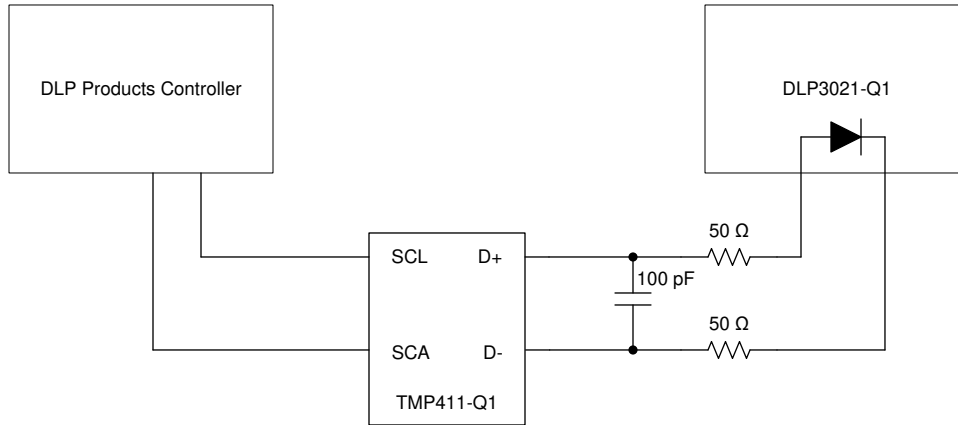 DLP Products Controller
DLP3021-Q1
50 Ω
SCL D+
100 pF
50 Ω
SCA D-
TMP411-Q1